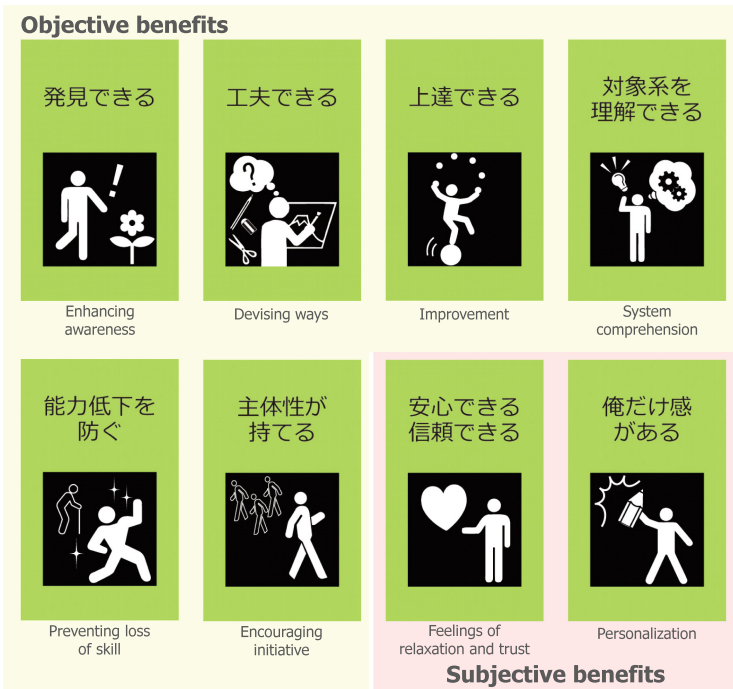 Objective benefits
発見できる
工夫できる
上達できる
対象系を
理解できる
!
?
Enhancing
awareness
Devising ways
Improvement
System
comprehension
能力低下を
防ぐ
主体性が
持てる
安心できる
信頼できる
俺だけ感
がある
Preventing loss
of skill
Encouraging
initiative
Feelings of
relaxation and trust
Personalization
Subjective benefits